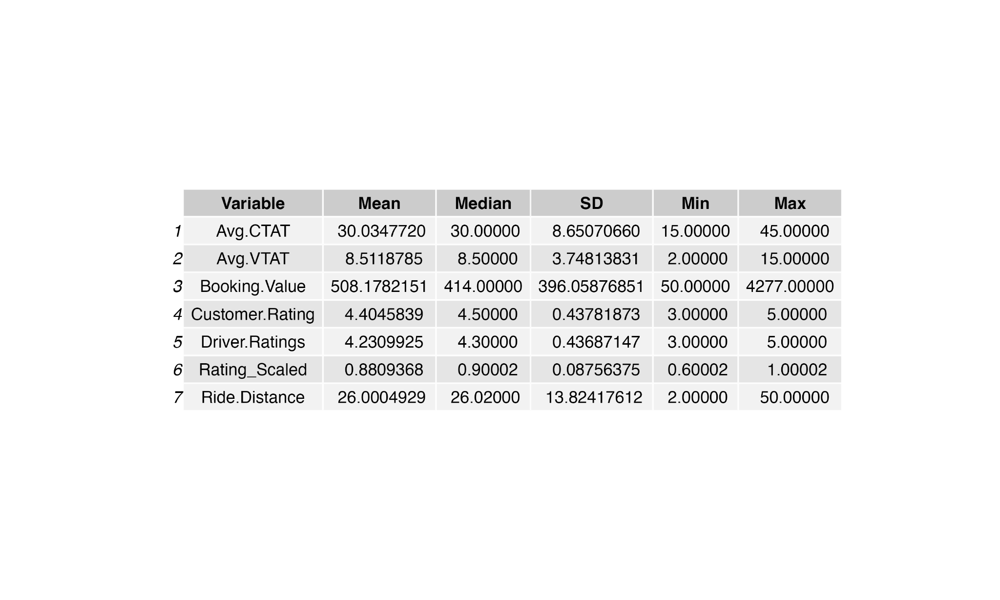 Variable Mean Median SD Min Max
1 Avg.CTAT 30.0347720 30.00000 8.65070660 15.00000 45.00000
2 Avg.VTAT 8.5118785 8.50000 3.74813831 2.00000 15.00000
3 Booking.Value 508.1782151 414.00000 396.05876851 50.00000 4277.00000
4 Customer.Rating 4.4045839 4.50000 0.43781873 3.00000 5.00000
5 Driver.Ratings 4.2309925 4.30000 0.43687147 3.00000 5.00000
6 Rating_Scaled 0.8809368 0.90002 0.08756375 0.60002 1.00002
7 Ride.Distance 26.0004929 26.02000 13.82417612 2.00000 50.00000